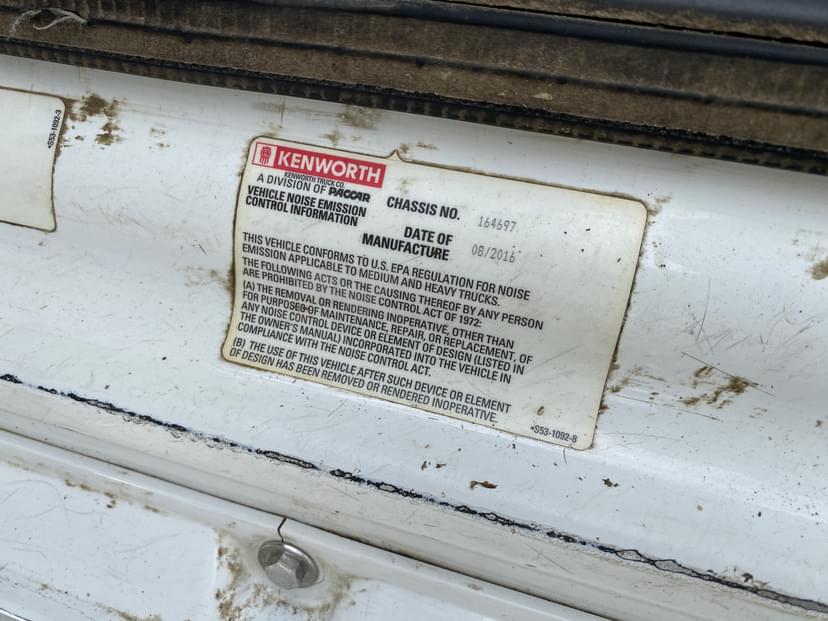 *S53-1092-3
KENWORTH
KENWORTH TRUCK CO.
A DIVISION OF PACCAR
VEHICLE NOISE EMISSION
CONTROL INFORMATION
CHASSIS NO. 164697
DATE OF
MANUFACTURE 08/2016
THIS VEHICLE CONFORMS TO U.S. EPA REGULATION FOR NOISE
EMISSION APPLICABLE TO MEDIUM AND HEAVY TRUCKS.
THE FOLLOWING ACTS OR THE CAUSING THEREOF BY ANY PERSON
ARE PROHIBITED BY THE NOISE CONTROL ACT OF 1972:
(A) THE REMOVAL OR RENDERING INOPERATIVE, OTHER THAN
FOR PURPOSES OF MAINTENANCE, REPAIR, OR REPLACEMENT, OF
ANY NOISE CONTROL DEVICE OR ELEMENT OF DESIGN (LISTED IN
THE OWNER'S MANUAL) INCORPORATED INTO THE VEHICLE IN
COMPLIANCE WITH THE NOISE CONTROL ACT.
(B) THE USE OF THIS VEHICLE AFTER SUCH DEVICE OR ELEMENT
OF DESIGN HAS BEEN REMOVED OR RENDERED INOPERATIVE.
*S53-1092-8